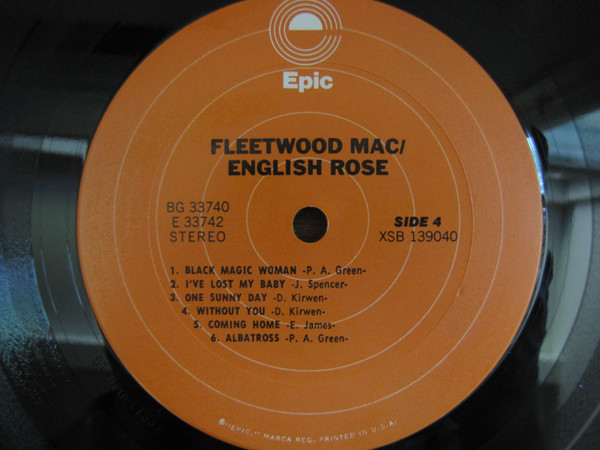 Epic
FLEETWOOD MAC/
ENGLISH ROSE
BG 33740
E 33742
STEREO
SIDE 4
XSB 139040
1. BLACK MAGIC WOMAN -P. A. Green-
2. I'VE LOST MY BABY -J. Spencer-
3. ONE SUNNY DAY -D. Kirwen-
4. WITHOUT YOU -D. Kirwen-
5. COMING HOME -E. James-
6. ALBATROSS -P. A. Green-
"EPIC," MARCA REG. PRINTED IN U.S.A.